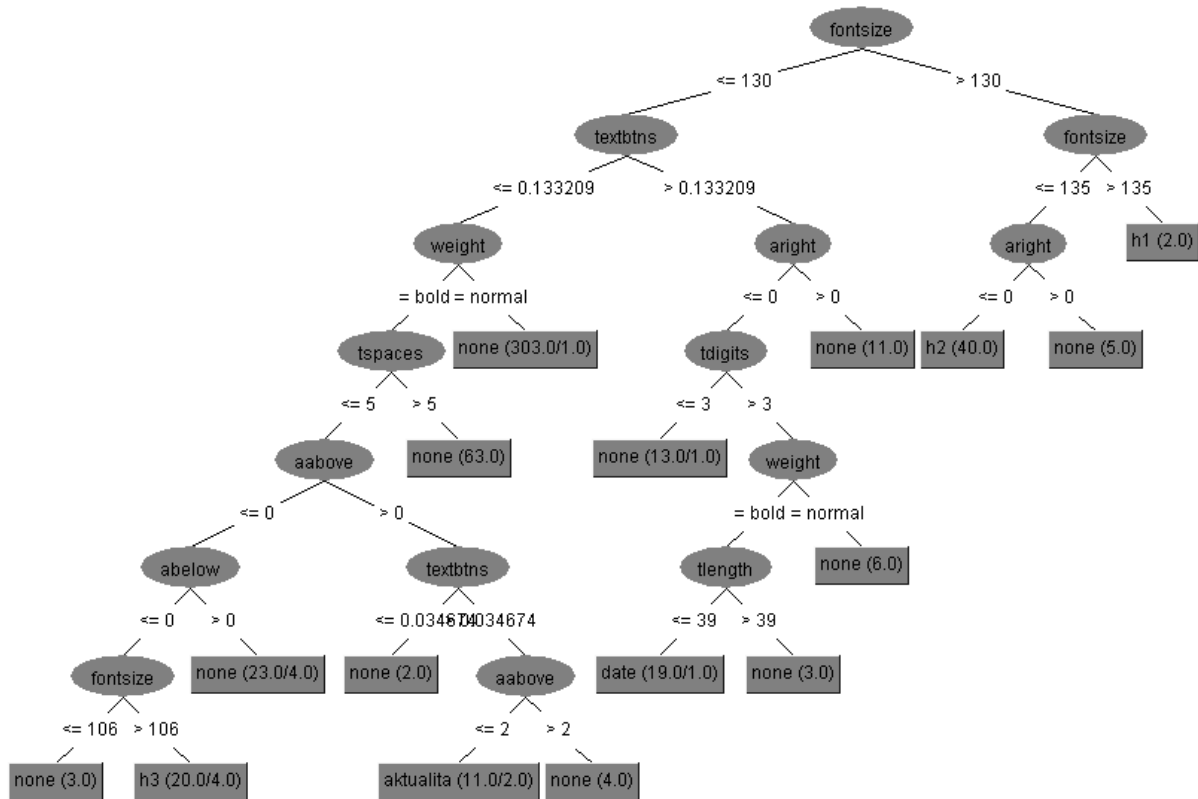 fontsize
<= 130 > 130
textbtns fontsize
<= 0.133209 > 0.133209 <= 135 > 135
weight aright aright h1 (2.0)
= bold = normal <= 0 > 0 <= 0 > 0
tspaces none (303.0/1.0) tdigits none (11.0) h2 (40.0) none (5.0)
<= 5 > 5 <= 3 > 3
aabove none (63.0) none (13.0/1.0) weight
<= 0 > 0 = bold = normal
abelow textbtns tlength none (6.0)
<= 0 > 0 <= 0.034674 > 0.034674 <= 39 > 39
fontsize none (23.0/4.0) none (2.0) aabove date (19.0/1.0) none (3.0)
<= 106 > 106 <= 2 > 2
none (3.0) h3 (20.0/4.0) aktualita (11.0/2.0) none (4.0)